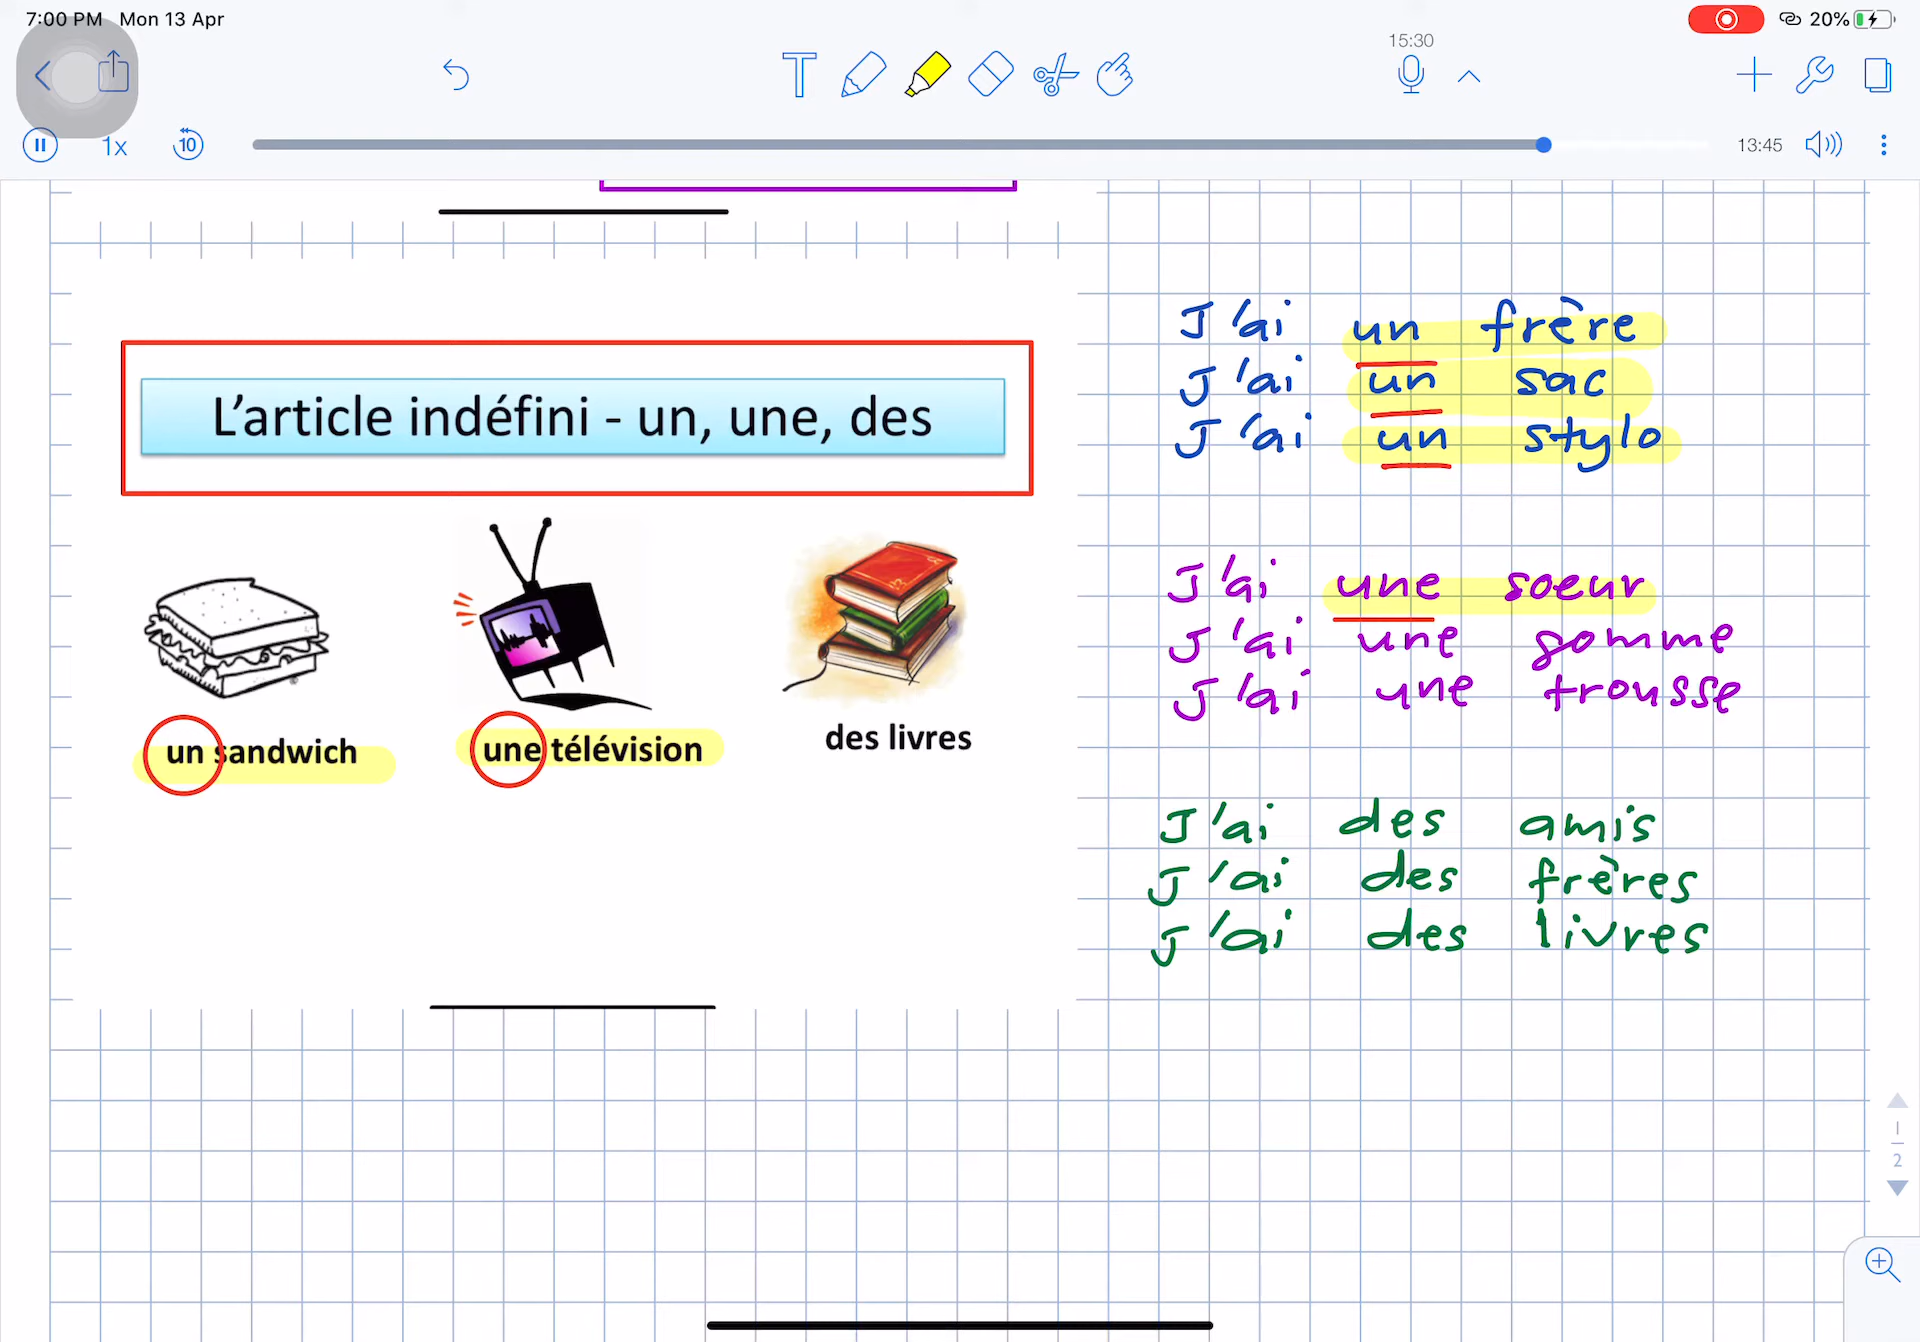 7:00 PM Mon 13 Apr
20%
15:30
1x
10
13:45
L'article indéfini - un, une, des
un sandwich
une télévision
des livres
J'ai un frère
J'ai un sac
J'ai un stylo
J'ai une soeur
J'ai une gomme
J'ai une trousse
J'ai des amis
J'ai des frères
J'ai des livres
1
2